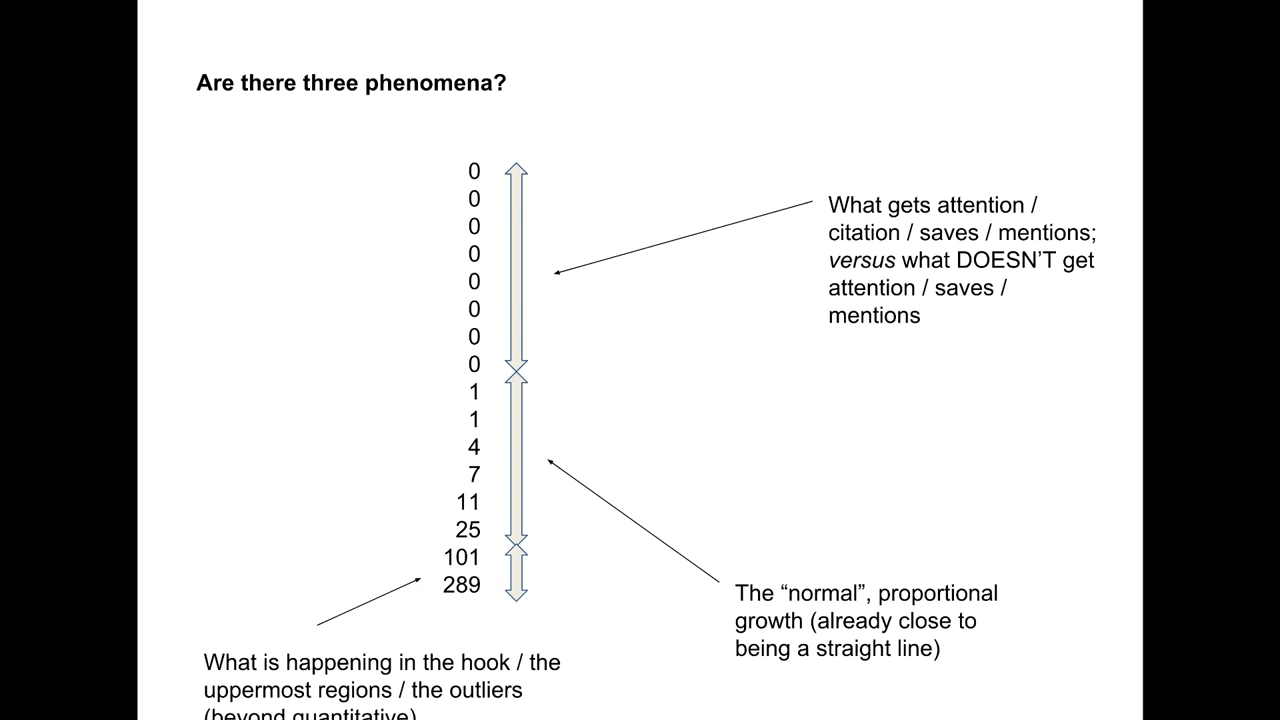 Are there three phenomena?
0
0
0
0
0
0
0
0
1
1
4
7
11
25
101
289
What gets attention /
citation / saves / mentions;
versus what DOESN’T get
attention / saves /
mentions
The “normal”, proportional
growth (already close to
being a straight line)
What is happening in the hook / the
uppermost regions / the outliers
(beyond quantitative)